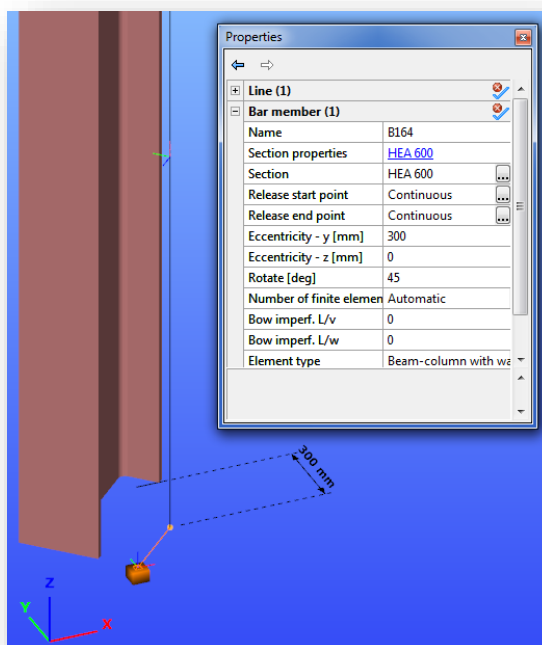 Properties
Line (1)
Bar member (1)
Name B164
Section properties HEA 600
Section HEA 600 ...
Release start point Continuous ...
Release end point Continuous ...
Eccentricity - y [mm] 300
Eccentricity - z [mm] 0
Rotate [deg] 45
Number of finite elemen Automatic
Bow imperf. L/v 0
Bow imperf. L/w 0
Element type Beam-column with wa
300 mm
Z
Y
X